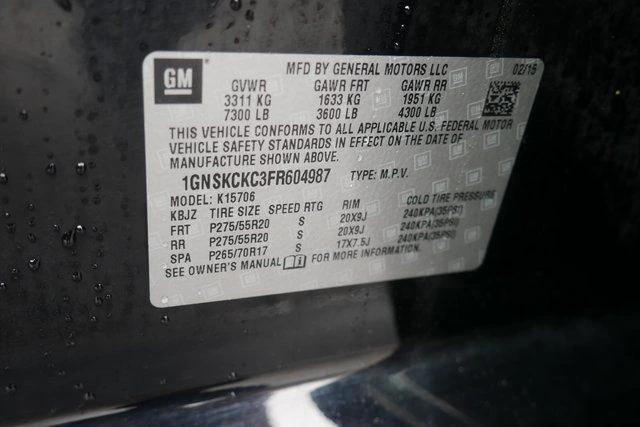 GM
MFD BY GENERAL MOTORS LLC 02/15
GVWR GAWR FRT GAWR RR
3311 KG 1633 KG 1951 KG
7300 LB 3600 LB 4300 LB
THIS VEHICLE CONFORMS TO ALL APPLICABLE U.S. FEDERAL MOTOR
VEHICLE SAFETY STANDARDS IN EFFECT ON THE DATE OF
MANUFACTURE SHOWN ABOVE.
1GNSKCKC3FR604987 TYPE: M.P.V.
MODEL: K15706
KBJZ TIRE SIZE SPEED RTG RIM COLD TIRE PRESSURE
FRT P275/55R20 S 20X9J 240KPA(35PSI)
RR P275/55R20 S 20X9J 240KPA(35PSI)
SPA P265/70R17 S 17X7.5J 240KPA(35PSI)
SEE OWNER'S MANUAL FOR MORE INFORMATION.